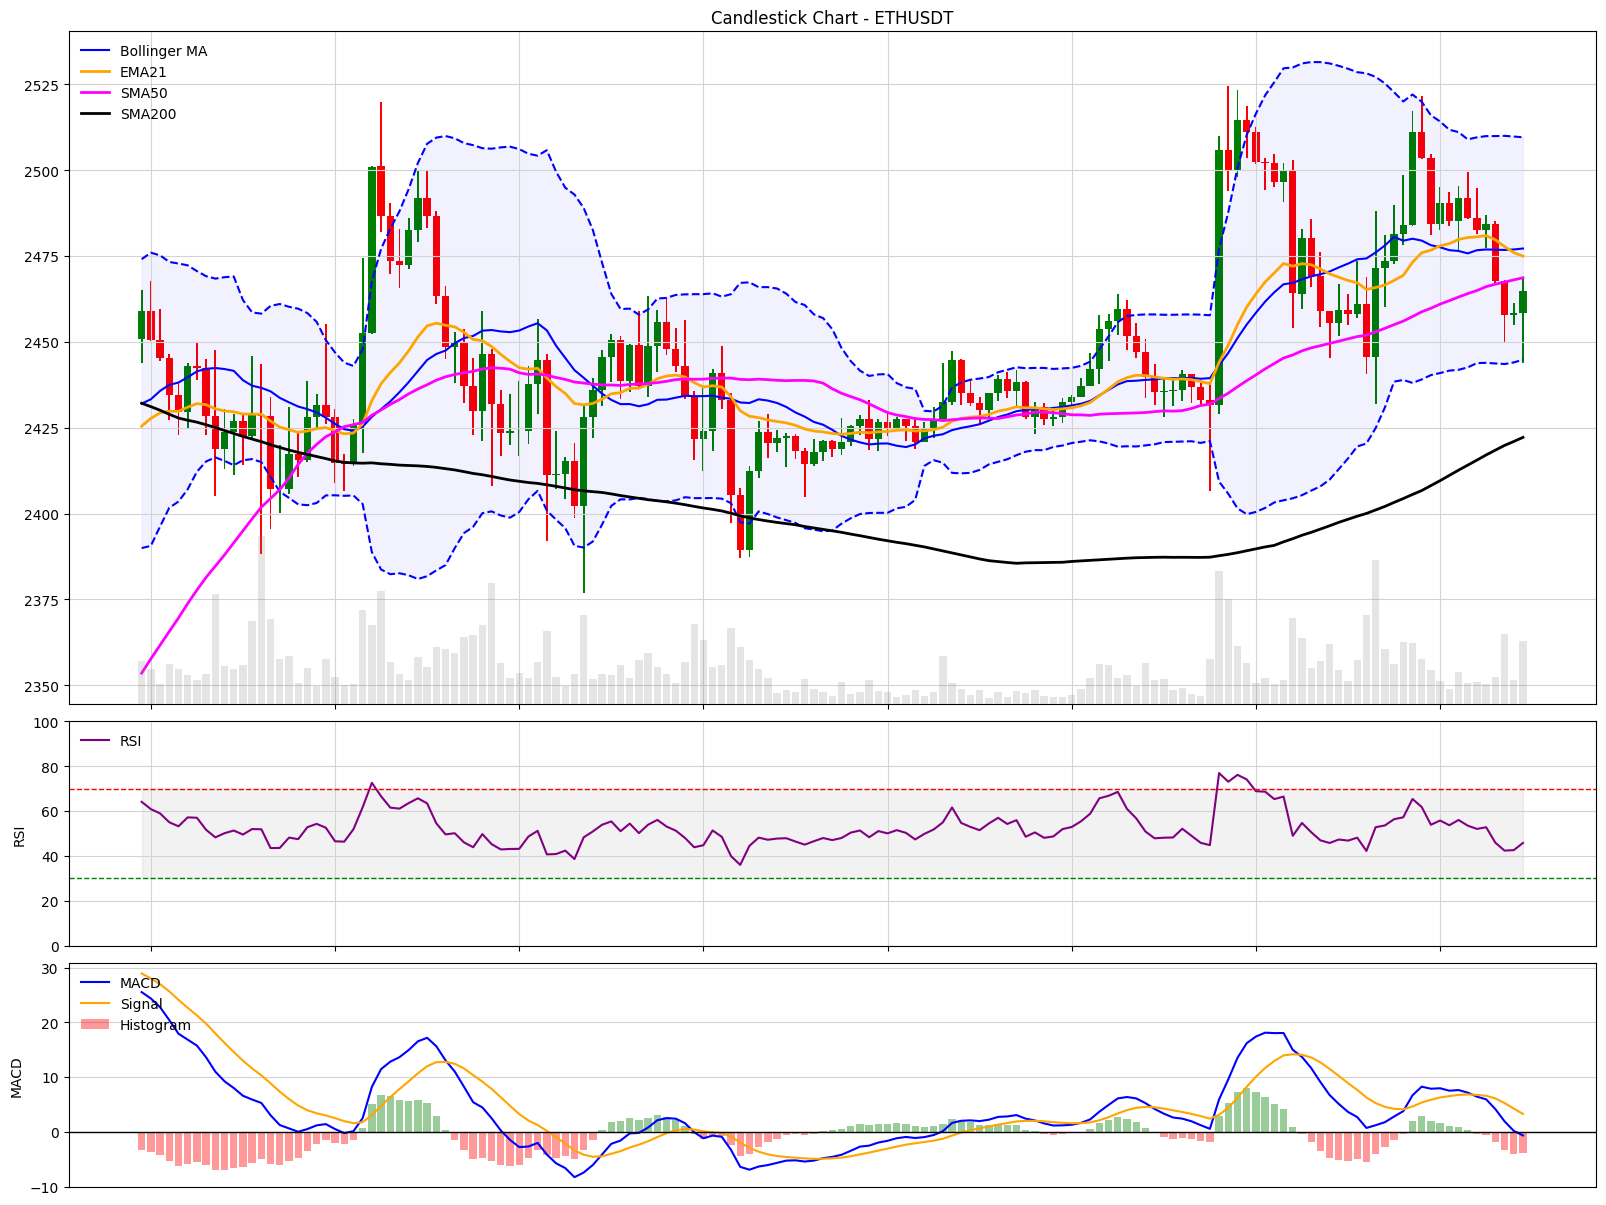 Candlestick Chart - ETHUSDT
Bollinger MA
EMA21
SMA50
SMA200
2525
2500
2475
2450
2425
2400
2375
2350
RSI
RSI
100
80
60
40
20
0
MACD
Signal
Histogram
MACD
30
20
10
0
−10